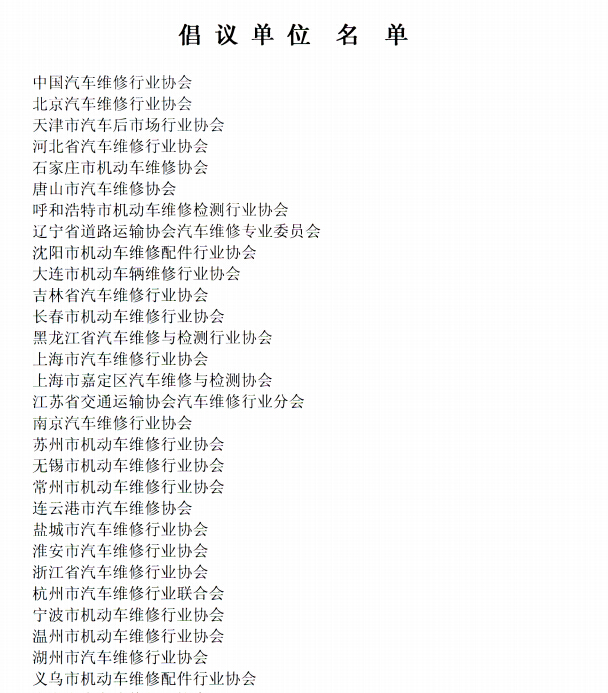 倡议单位 名 单
中国汽车维修行业协会
北京汽车维修行业协会
天津市汽车后市场行业协会
河北省汽车维修行业协会
石家庄市机动车维修协会
唐山市汽车维修协会
呼和浩特市机动车维修检测行业协会
辽宁省道路运输协会汽车维修专业委员会
沈阳市机动车维修配件行业协会
大连市机动车辆维修行业协会
吉林省汽车维修行业协会
长春市机动车维修行业协会
黑龙江省汽车维修与检测行业协会
上海市汽车维修行业协会
上海市嘉定区汽车维修与检测协会
江苏省交通运输协会汽车维修行业分会
南京汽车维修行业协会
苏州市机动车维修行业协会
无锡市机动车维修行业协会
常州市机动车维修行业协会
连云港市汽车维修协会
盐城市汽车维修行业协会
淮安市汽车维修行业协会
浙江省汽车维修行业协会
杭州市汽车维修行业联合会
宁波市机动车维修行业协会
温州市机动车维修行业协会
湖州市汽车维修行业协会
义乌市机动车维修配件行业协会